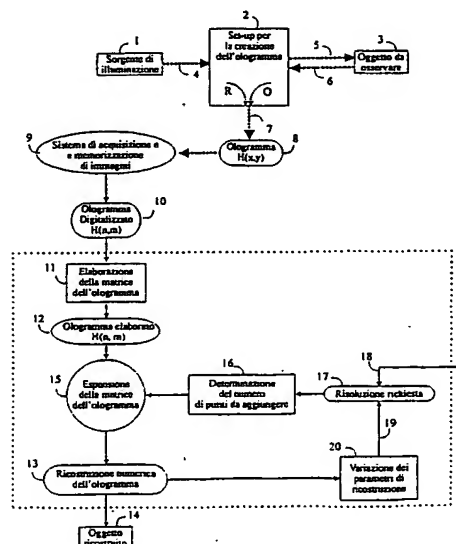 1
Sorgente di
illuminazione
4
2
Set-up per
la creazione
dell'ologramma
R O
5
6
3
Oggetto da
osservare
7
8
Ologramma
H(x,y)
9
Sistema di acquisizione e
e memorizzazione
di immagini
10
Ologramma
Digitalizzato
H(n,m)
11
Elaborazione
della matrice
dell'ologramma
12
Ologramma elaborato
H(n, m)
15
Espansione
della matrice
dell'ologramma
16
Determinazione
del numero
di punti da aggiungere
18
17
Risoluzione richiesta
19
20
Variazione dei
parametri di
ricostruzione
13
Ricostruzione numerica
dell'ologramma
14
Oggetto